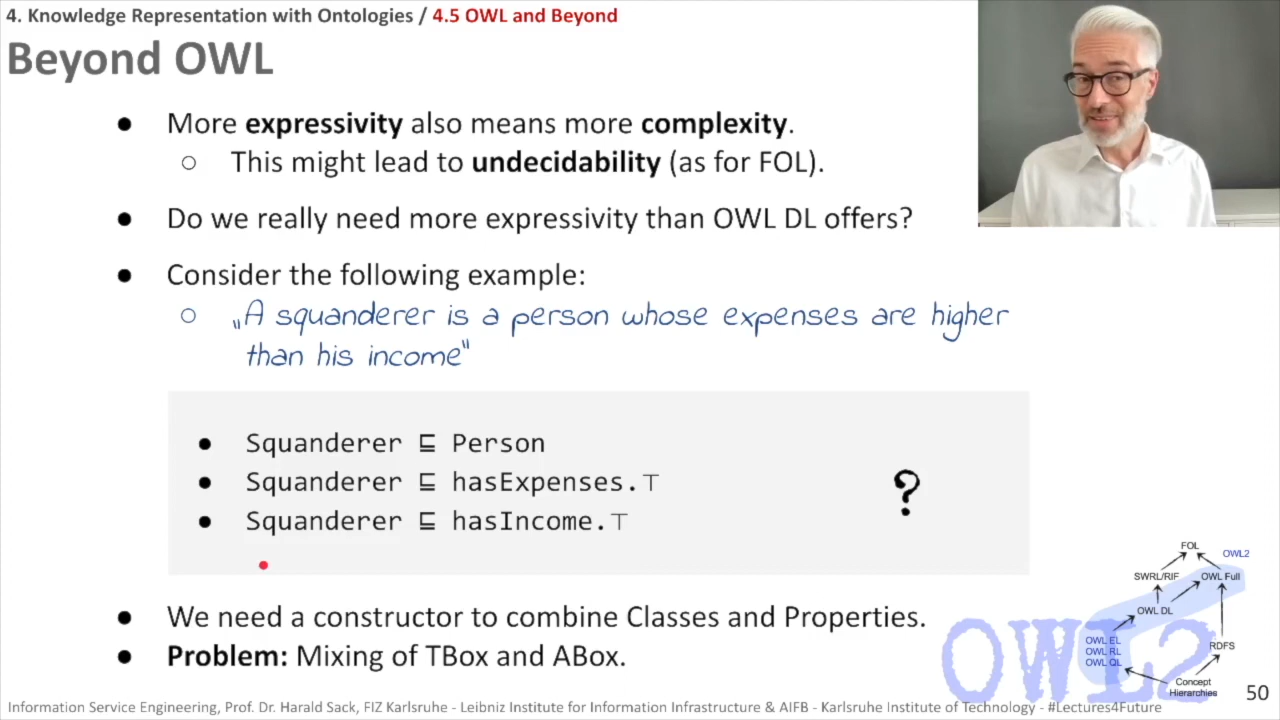 4. Knowledge Representation with Ontologies / 4.5 OWL and Beyond
Beyond OWL
● More expressivity also means more complexity.
○ This might lead to undecidability (as for FOL).
● Do we really need more expressivity than OWL DL offers?
● Consider the following example:
○ „A squanderer is a person whose expenses are higher
than his income"
● Squanderer ⊑ Person
● Squanderer ⊑ hasExpenses.⊤
● Squanderer ⊑ hasIncome.⊤
?
● We need a constructor to combine Classes and Properties.
● Problem: Mixing of TBox and ABox.
FOL
OWL2
SWRL/RIF
OWL Full
OWL DL
OWL EL
OWL RL
OWL QL
RDFS
Concept
Hierarchies
OWL2
50
Information Service Engineering, Prof. Dr. Harald Sack, FIZ Karlsruhe - Leibniz Institute for Information Infrastructure & AIFB - Karlsruhe Institute of Technology - #Lectures4Future